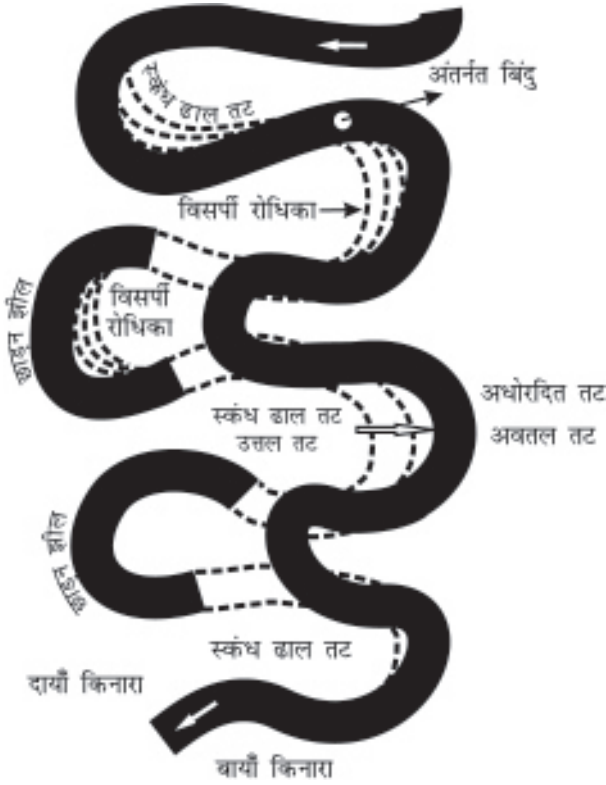 स्कंध ढाल तट
अंतर्नत बिंदु
विसर्पी रोधिका
छाड़न झील
विसर्पी
रोधिका
अधोरदित तट
स्कंध ढाल तट
उत्तल तट
अवतल तट
छाड़न झील
स्कंध ढाल तट
दायाँ किनारा
बायाँ किनारा